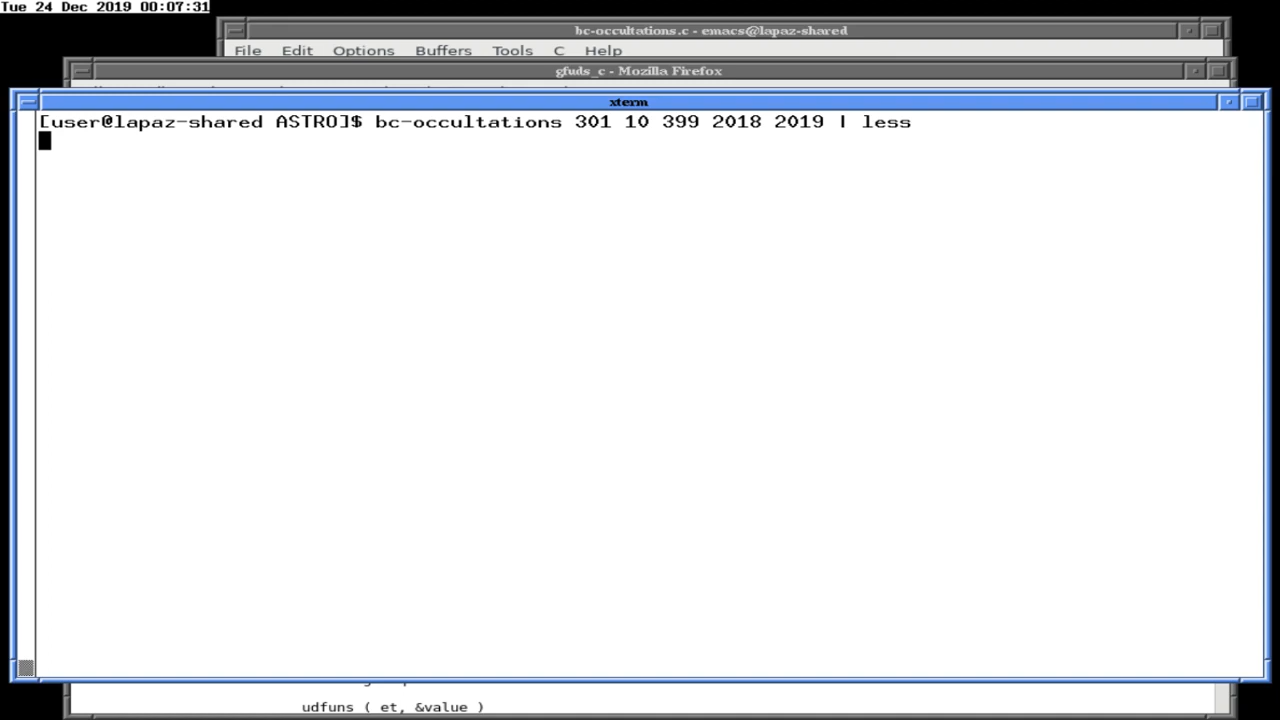 Tue 24 Dec 2019 00:07:31
bc-occultations.c - emacs@lapaz-shared
File Edit Options Buffers Tools C Help
gfuds_c - Mozilla Firefox
xterm
[user@lapaz-shared ASTRO]$ bc-occultations 301 10 399 2018 2019 | less
udfuns ( et, &value )